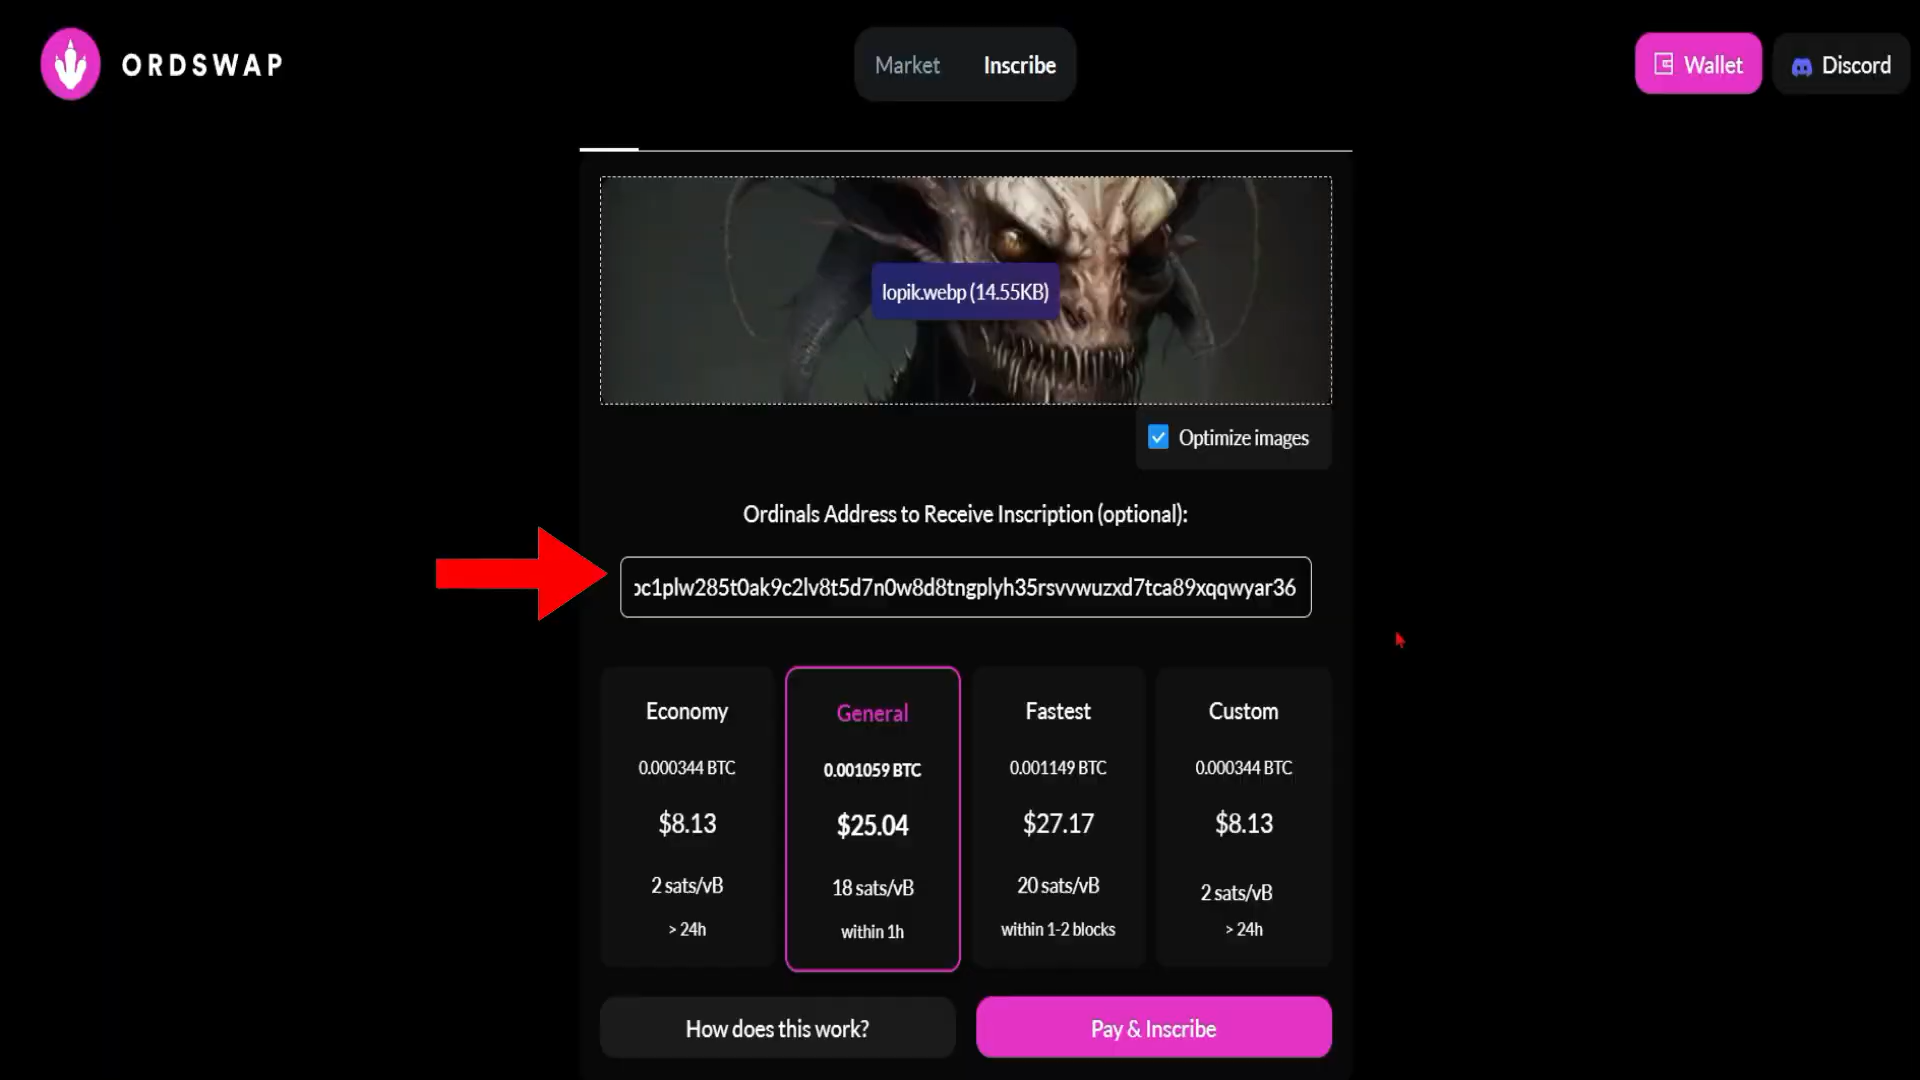 ORDSWAP
Market Inscribe
Wallet Discord
lopik.webp (14.55KB)
Optimize images
Ordinals Address to Receive Inscription (optional):
bc1plw285t0ak9c2lv8t5d7n0w8d8tngplyh35rsvvwuzxd7tca89xqqwyar36
Economy General Fastest Custom
0.000344 BTC 0.001059 BTC 0.001149 BTC 0.000344 BTC
$8.13 $25.04 $27.17 $8.13
2 sats/vB 18 sats/vB 20 sats/vB 2 sats/vB
> 24h within 1h within 1-2 blocks > 24h
How does this work? Pay & Inscribe